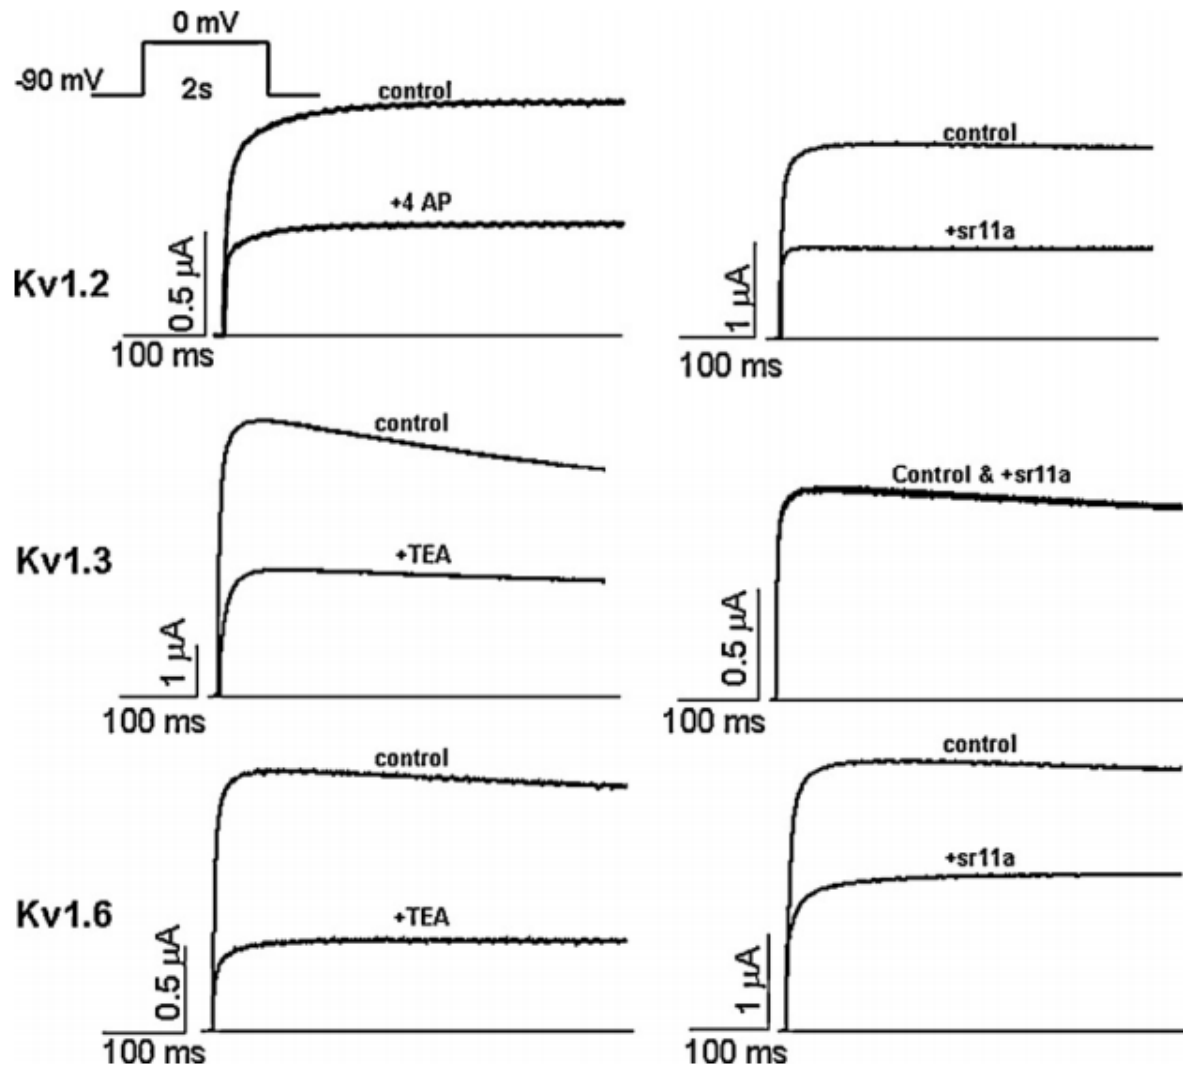 0 mV
-90 mV
2s
control
+4 AP
0.5 µA
Kv1.2
100 ms
control
+sr11a
1 µA
100 ms
control
+TEA
Kv1.3
1 µA
100 ms
Control & +sr11a
0.5 µA
100 ms
control
+TEA
Kv1.6
0.5 µA
100 ms
control
+sr11a
1 µA
100 ms